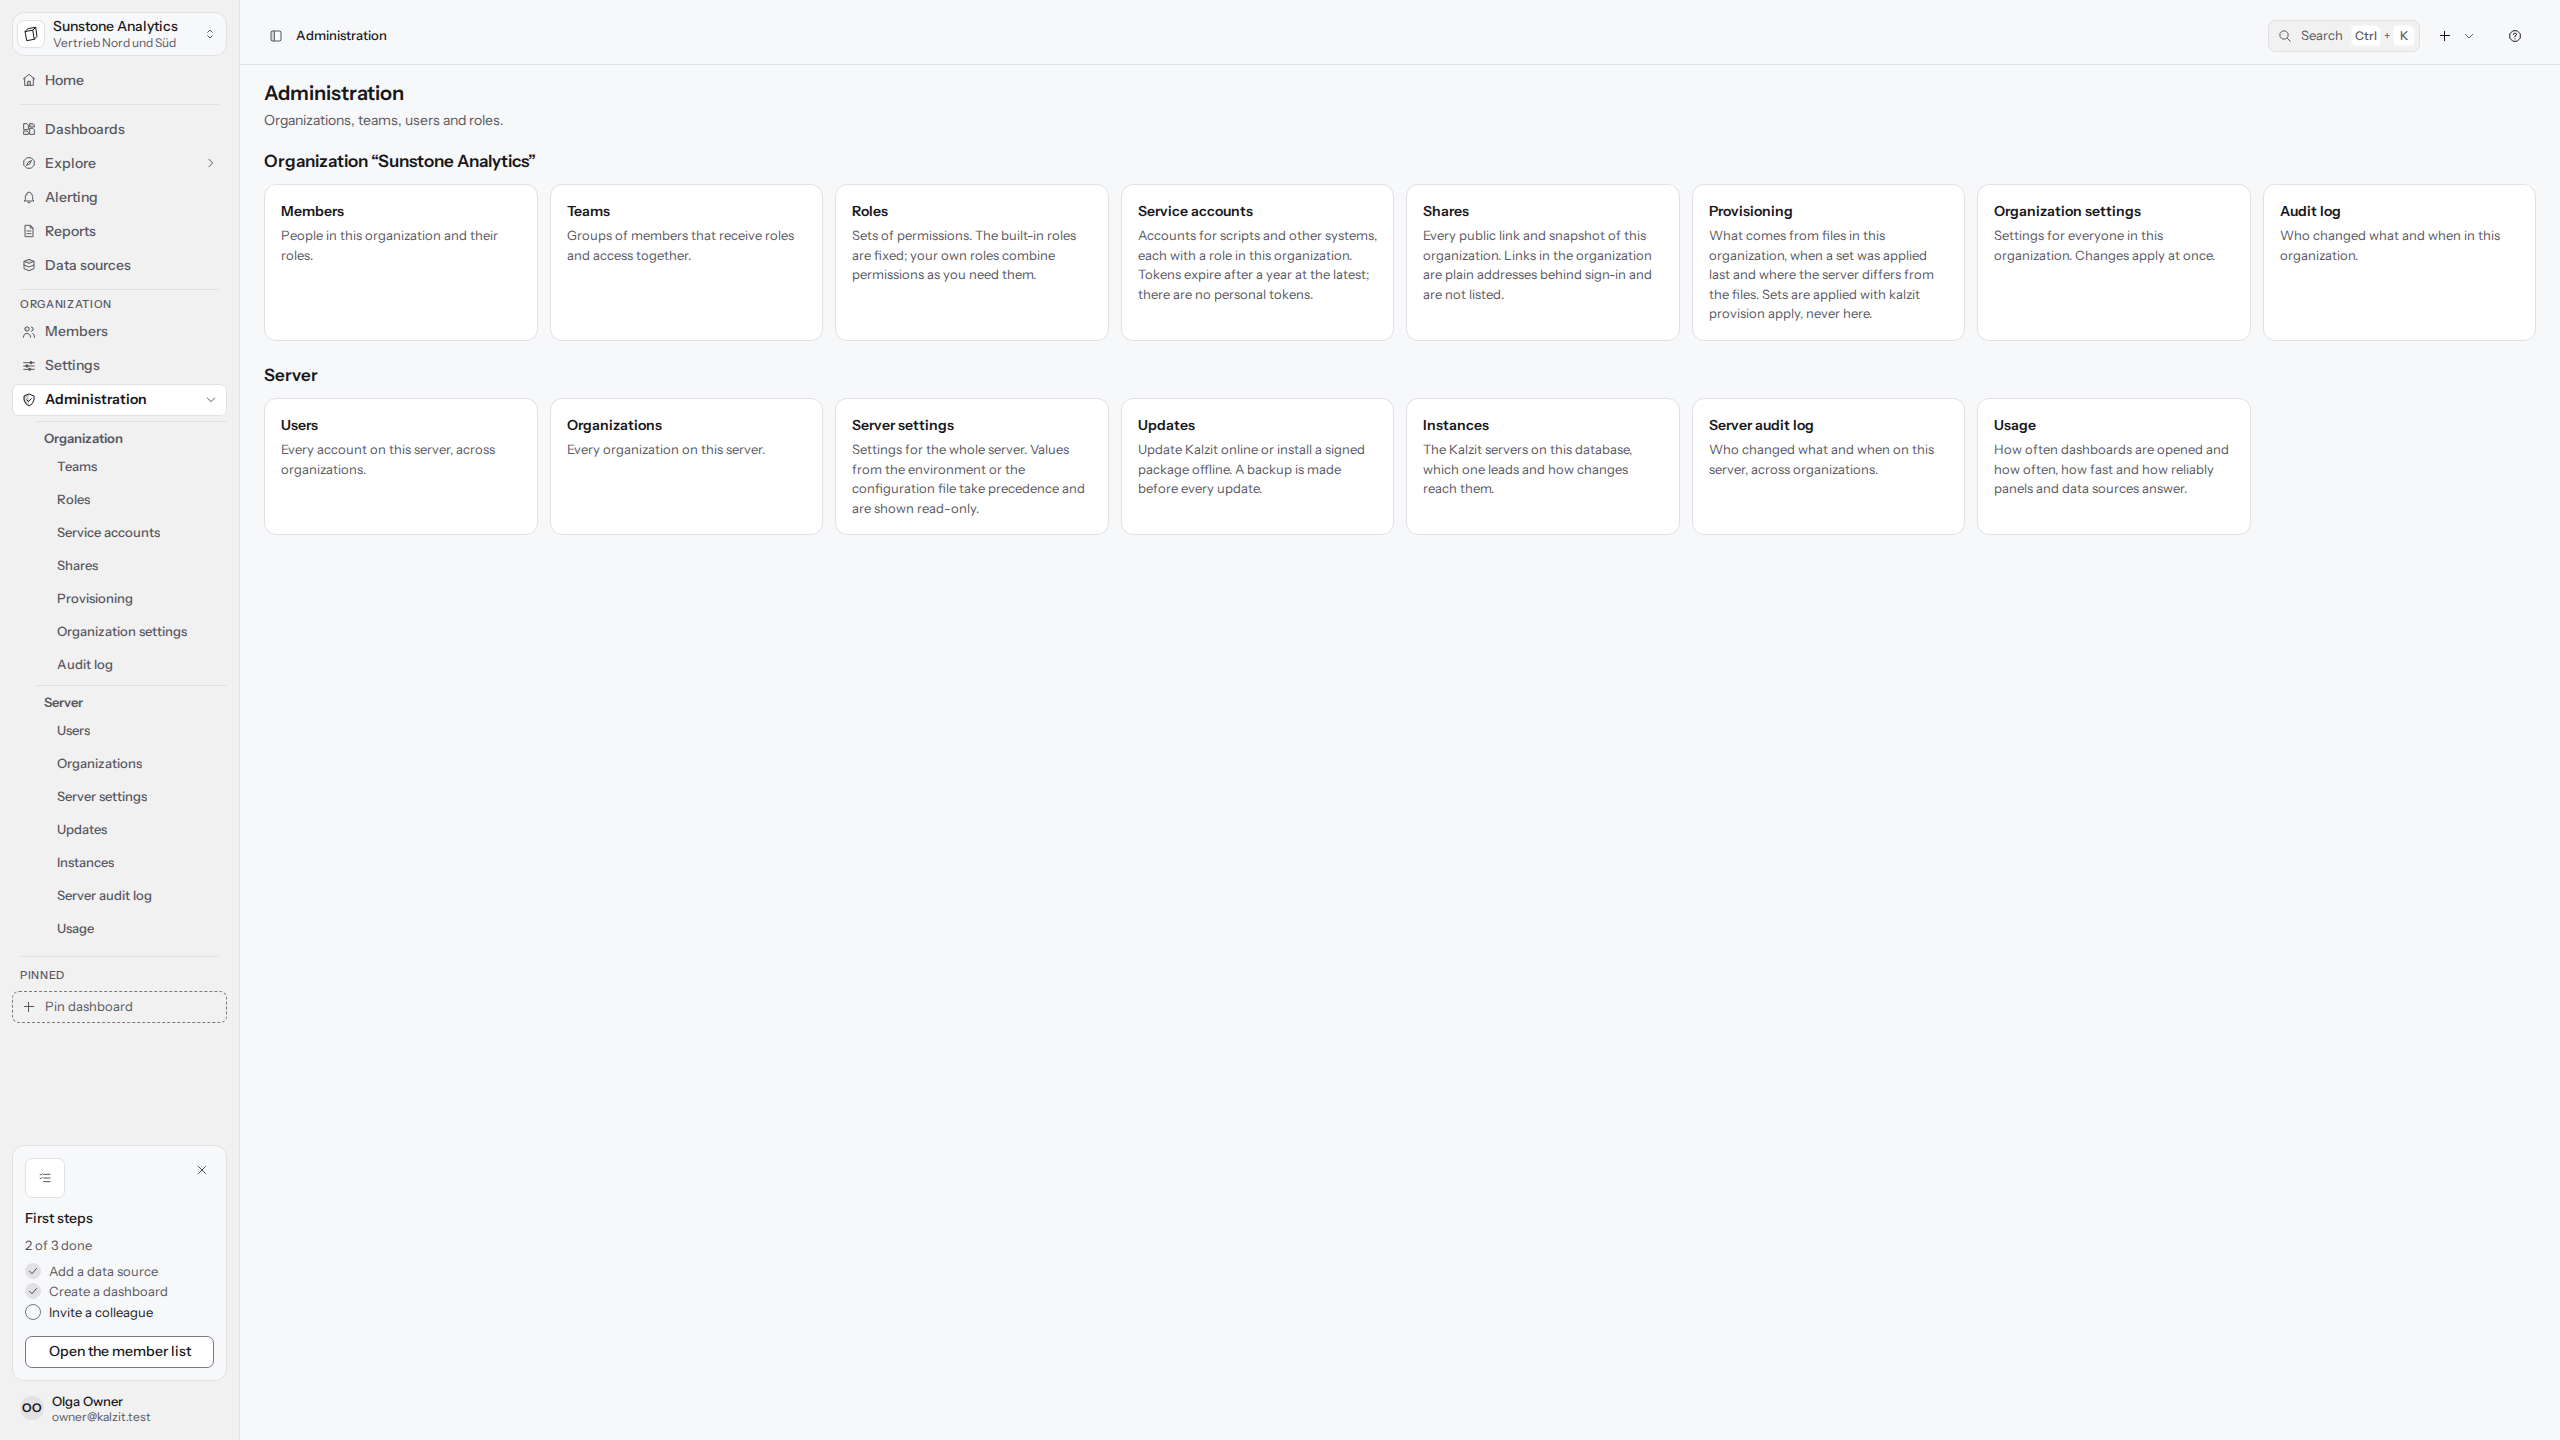 Sunstone Analytics
Vertrieb Nord und Süd
Home
Dashboards
Explore
Alerting
Reports
Data sources
ORGANIZATION
Members
Settings
Administration
Organization
Teams
Roles
Service accounts
Shares
Provisioning
Organization settings
Audit log
Server
Users
Organizations
Server settings
Updates
Instances
Server audit log
Usage
PINNED
Pin dashboard
First steps
2 of 3 done
Add a data source
Create a dashboard
Invite a colleague
Open the member list
OO
Olga Owner
owner@kalzit.test
Administration
Search Ctrl + K
Administration
Organizations, teams, users and roles.
Organization “Sunstone Analytics”
Members
People in this organization and their
roles.
Teams
Groups of members that receive roles
and access together.
Roles
Sets of permissions. The built-in roles
are fixed; your own roles combine
permissions as you need them.
Service accounts
Accounts for scripts and other systems,
each with a role in this organization.
Tokens expire after a year at the latest;
there are no personal tokens.
Shares
Every public link and snapshot of this
organization. Links in the organization
are plain addresses behind sign-in and
are not listed.
Provisioning
What comes from files in this
organization, when a set was applied
last and where the server differs from
the files. Sets are applied with kalzit
provision apply, never here.
Organization settings
Settings for everyone in this
organization. Changes apply at once.
Audit log
Who changed what and when in this
organization.
Server
Users
Every account on this server, across
organizations.
Organizations
Every organization on this server.
Server settings
Settings for the whole server. Values
from the environment or the
configuration file take precedence and
are shown read-only.
Updates
Update Kalzit online or install a signed
package offline. A backup is made
before every update.
Instances
The Kalzit servers on this database,
which one leads and how changes
reach them.
Server audit log
Who changed what and when on this
server, across organizations.
Usage
How often dashboards are opened and
how often, how fast and how reliably
panels and data sources answer.